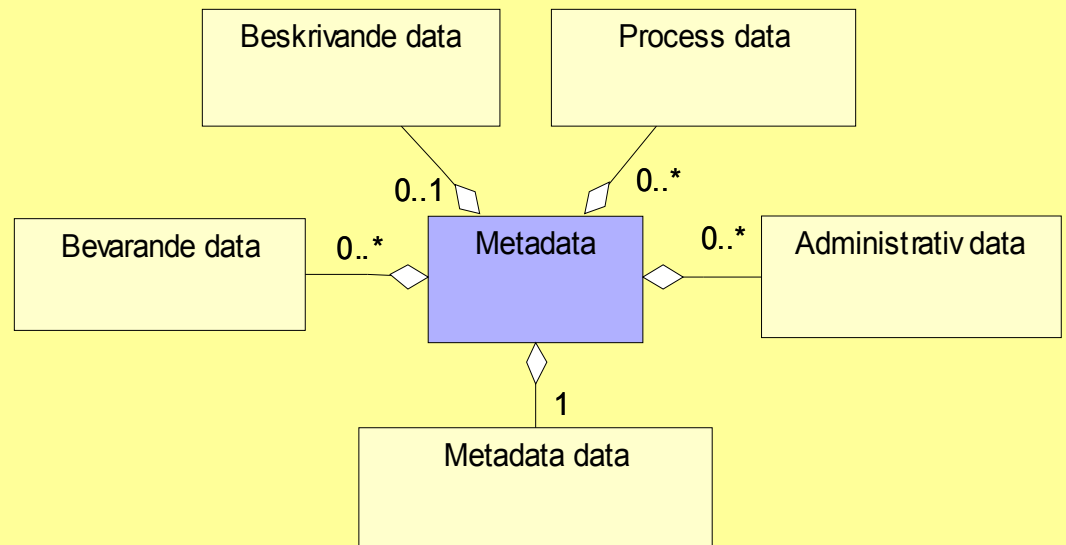 Beskrivande data
Process data
0..1
0..*
Bevarande data
0..*
Metadata
0..*
Administrativ data
1
Metadata data